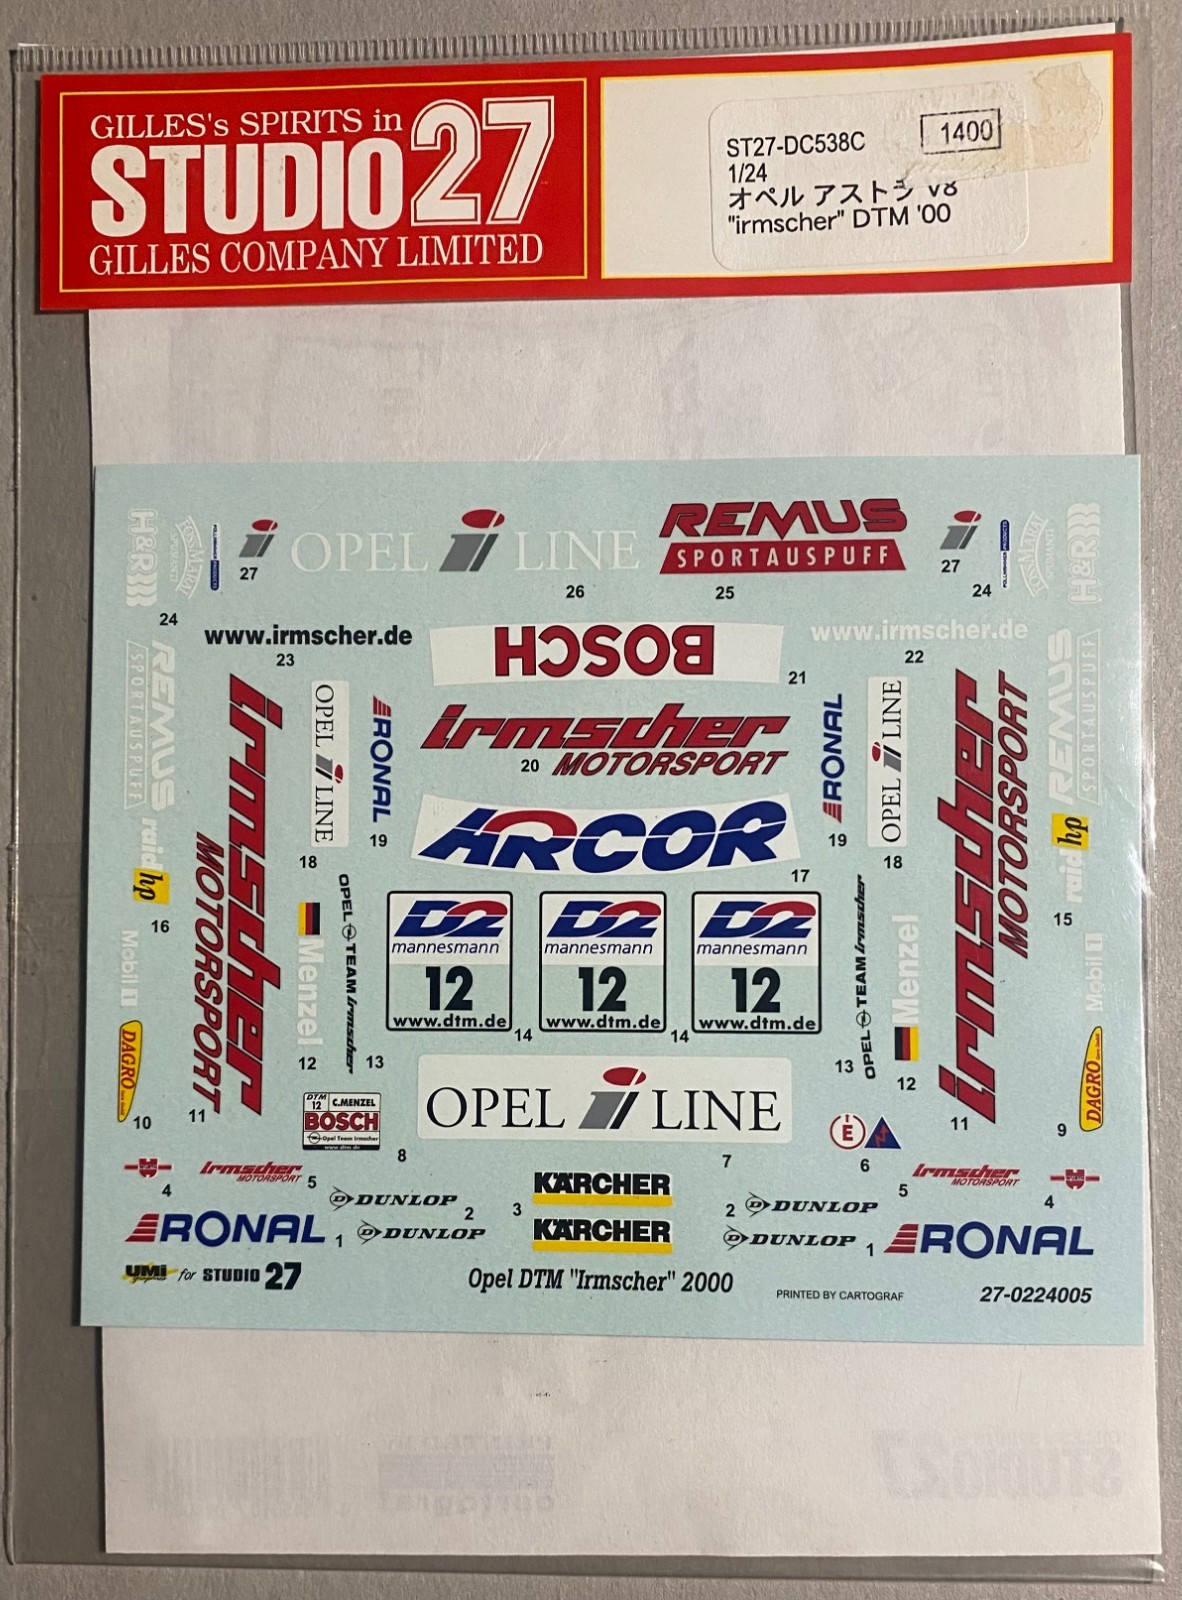 GILLES's SPIRITS in
STUDIO27
GILLES COMPANY LIMITED
ST27-DC538C
1400
1/24
オペル アストラ V8
"irmscher" DTM '00
H&R
27
OPEL i LINE
26
REMUS
SPORTAUSPUFF
25
27
24
H&R
24
www.irmscher.de
23
BOSCH
21
www.irmscher.de
22
REMUS
SPORTAUSPUFF
irmscher
MOTORSPORT
OPEL i LINE
18
RONAL
19
irmscher
20
MOTORSPORT
RONAL
19
OPEL i LINE
18
irmscher
MOTORSPORT
REMUS
SPORTAUSPUFF
ARCOR
17
raid hp
16
raid hp
15
Menzel
12
OPEL TEAM irmscher
13
D2
mannesmann
12
www.dtm.de
14
D2
mannesmann
12
www.dtm.de
14
D2
mannesmann
12
www.dtm.de
OPEL TEAM irmscher
13
Menzel
12
Mobil 1
Mobil 1
DAGRO
10
11
DTM
12
C.MENZEL
BOSCH
Opel Team Irmscher
www.dtm.de
8
OPEL i LINE
7
E
6
11
DAGRO
9
4
irmscher
MOTORSPORT
5
DUNLOP
2
3
KÄRCHER
2
DUNLOP
5
irmscher
MOTORSPORT
4
RONAL
1
DUNLOP
KÄRCHER
DUNLOP
1
RONAL
UMi
graphics
for STUDIO 27
Opel DTM "Irmscher" 2000
PRINTED BY CARTOGRAF
27-0224005